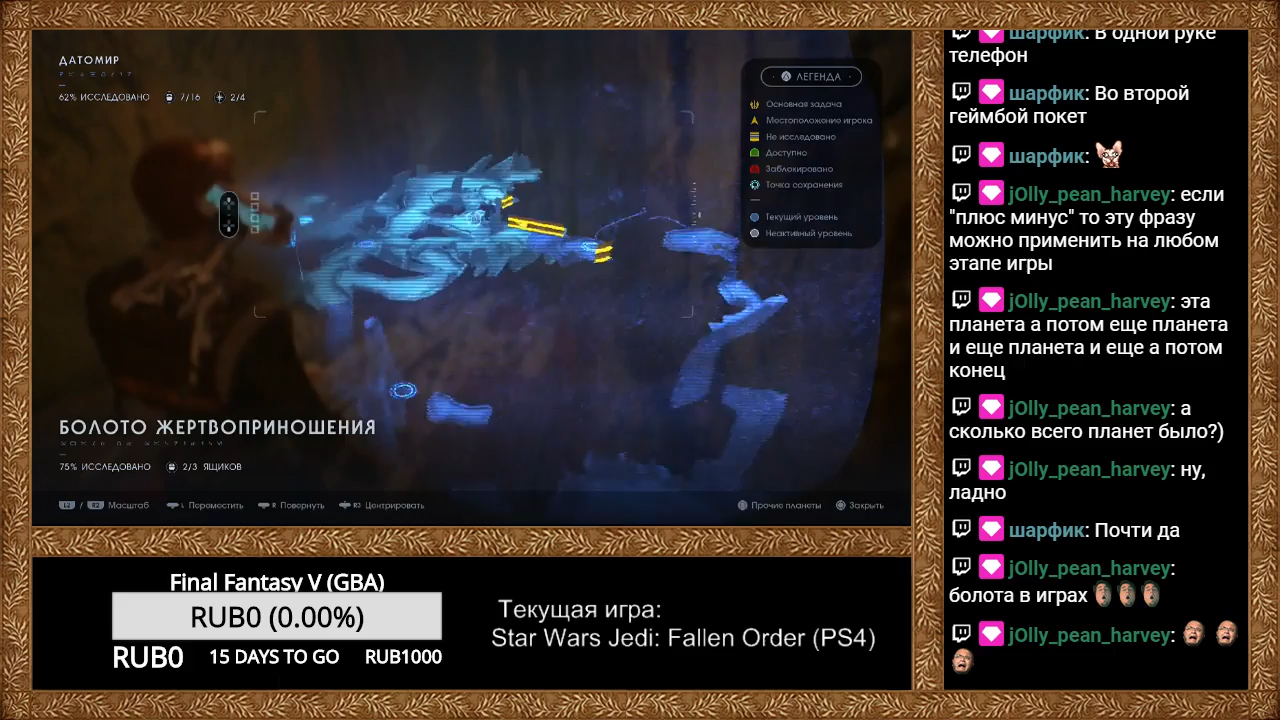 ДАТОМИР
62% ИССЛЕДОВАНО 7/16 2/4
ЛЕГЕНДА
Основная задача
Местоположение игрока
Не исследовано
Доступно
Заблокировано
Точка сохранения
Текущий уровень
Неактивный уровень
БОЛОТО ЖЕРТВОПРИНОШЕНИЯ
75% ИССЛЕДОВАНО 2/3 ЯЩИКОВ
L2 / R2 Масштаб L Переместить R Повернуть R3 Центрировать
Прочие планеты Закрыть
Final Fantasy V (GBA)
RUB0 (0.00%)
RUB0 15 DAYS TO GO RUB1000
Текущая игра:
Star Wars Jedi: Fallen Order (PS4)
шарфик: В одной руке
телефон
шарфик: Во второй
геймбой покет
шарфик:
jOlly_pean_harvey: если
"плюс минус" то эту фразу
можно применить на любом
этапе игры
jOlly_pean_harvey: эта
планета а потом еще планета
и еще планета и еще а потом
конец
jOlly_pean_harvey: а
сколько всего планет было?)
jOlly_pean_harvey: ну,
ладно
шарфик: Почти да
jOlly_pean_harvey:
болота в играх
jOlly_pean_harvey: